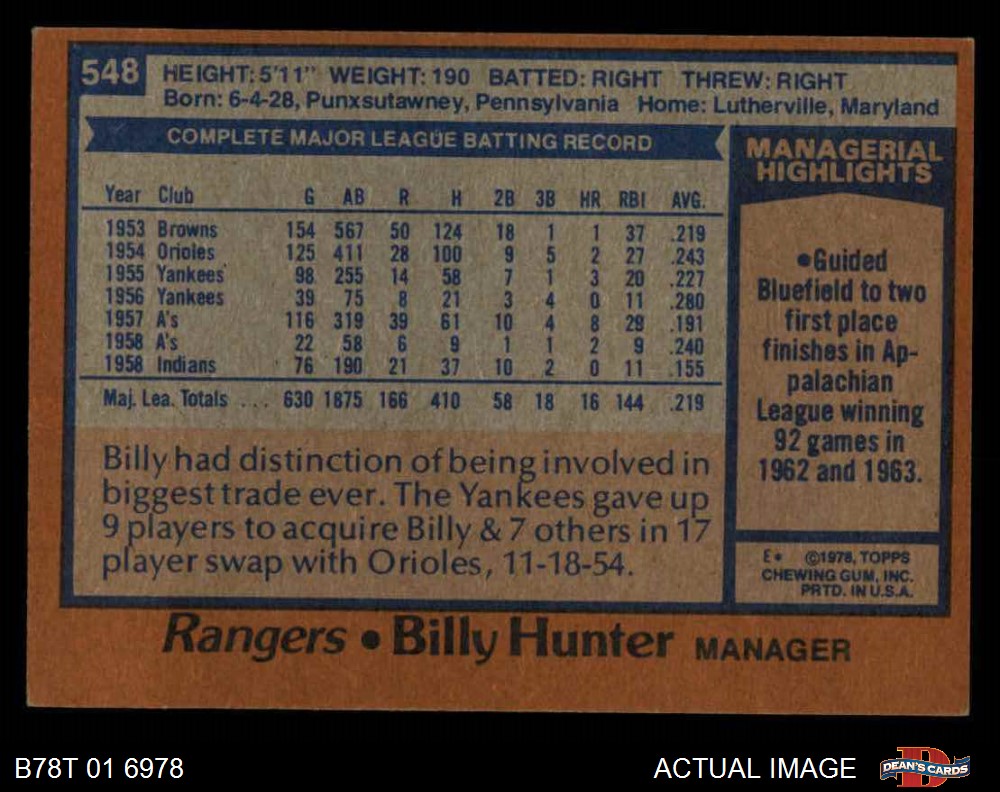 548
HEIGHT: 5'11" WEIGHT: 190 BATTED: RIGHT THREW: RIGHT
Born: 6-4-28, Punxsutawney, Pennsylvania Home: Lutherville, Maryland
COMPLETE MAJOR LEAGUE BATTING RECORD
Year Club G AB R H 2B 3B HR RBI AVG.
1953 Browns 154 567 50 124 18 1 1 37 .219
1954 Orioles 125 411 28 100 9 5 2 27 .243
1955 Yankees 98 255 14 58 7 1 3 20 .227
1956 Yankees 39 75 8 21 3 4 0 11 .280
1957 A's 116 319 39 61 10 4 8 29 .191
1958 A's 22 58 6 9 1 1 2 9 .240
1958 Indians 76 190 21 37 10 2 0 11 .155
Maj. Lea. Totals ... 630 1875 166 410 58 18 16 144 .219
Billy had distinction of being involved in
biggest trade ever. The Yankees gave up
9 players to acquire Billy & 7 others in 17
player swap with Orioles, 11-18-54.
MANAGERIAL
HIGHLIGHTS
•Guided
Bluefield to two
first place
finishes in Ap-
palachian
League winning
92 games in
1962 and 1963.
E* ©1978, TOPPS
CHEWING GUM, INC.
PRTD. IN U.S.A.
Rangers • Billy Hunter MANAGER
B78T 01 6978
ACTUAL IMAGE
D
DEAN'S CARDS